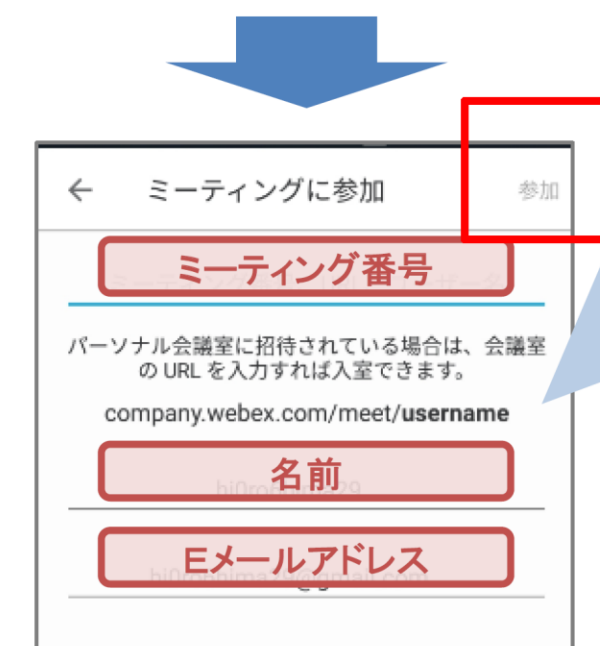 ← ミーティングに参加 参加
ミーティング番号
パーソナル会議室に招待されている場合は、会議室
の URL を入力すれば入室できます。
company.webex.com/meet/username
名前
Eメールアドレス